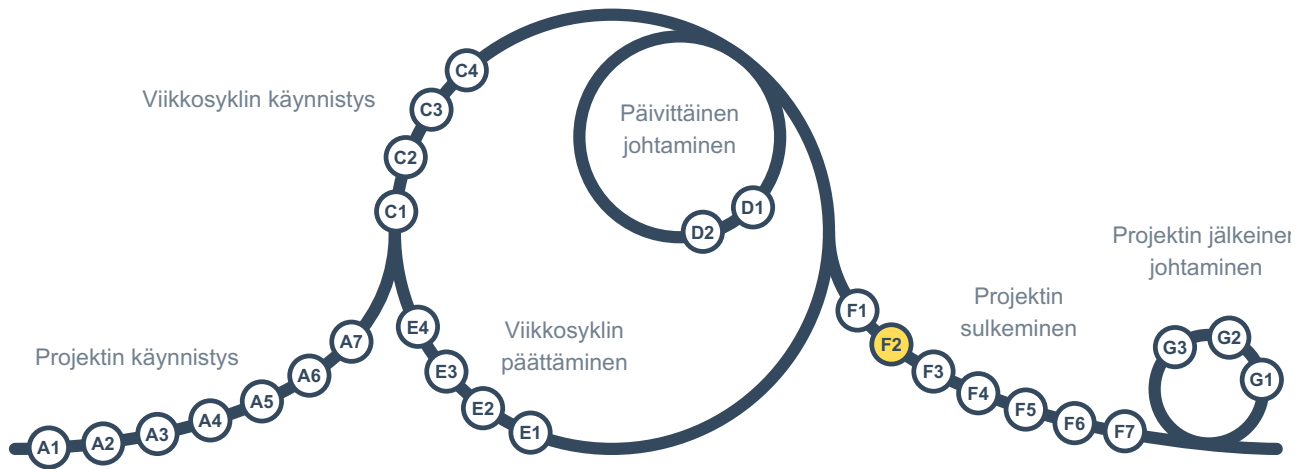 Viikkosyklin käynnistys
C4
C3
C2
C1
Päivittäinen
johtaminen
D1
D2
Projektin jälkeinen
johtaminen
Projektin
sulkeminen
F1
F2
F3
F4
F5
F6
F7
G3
G2
G1
Viikkosyklin
päättäminen
E4
E3
E2
E1
Projektin käynnistys
A7
A6
A5
A4
A3
A2
A1